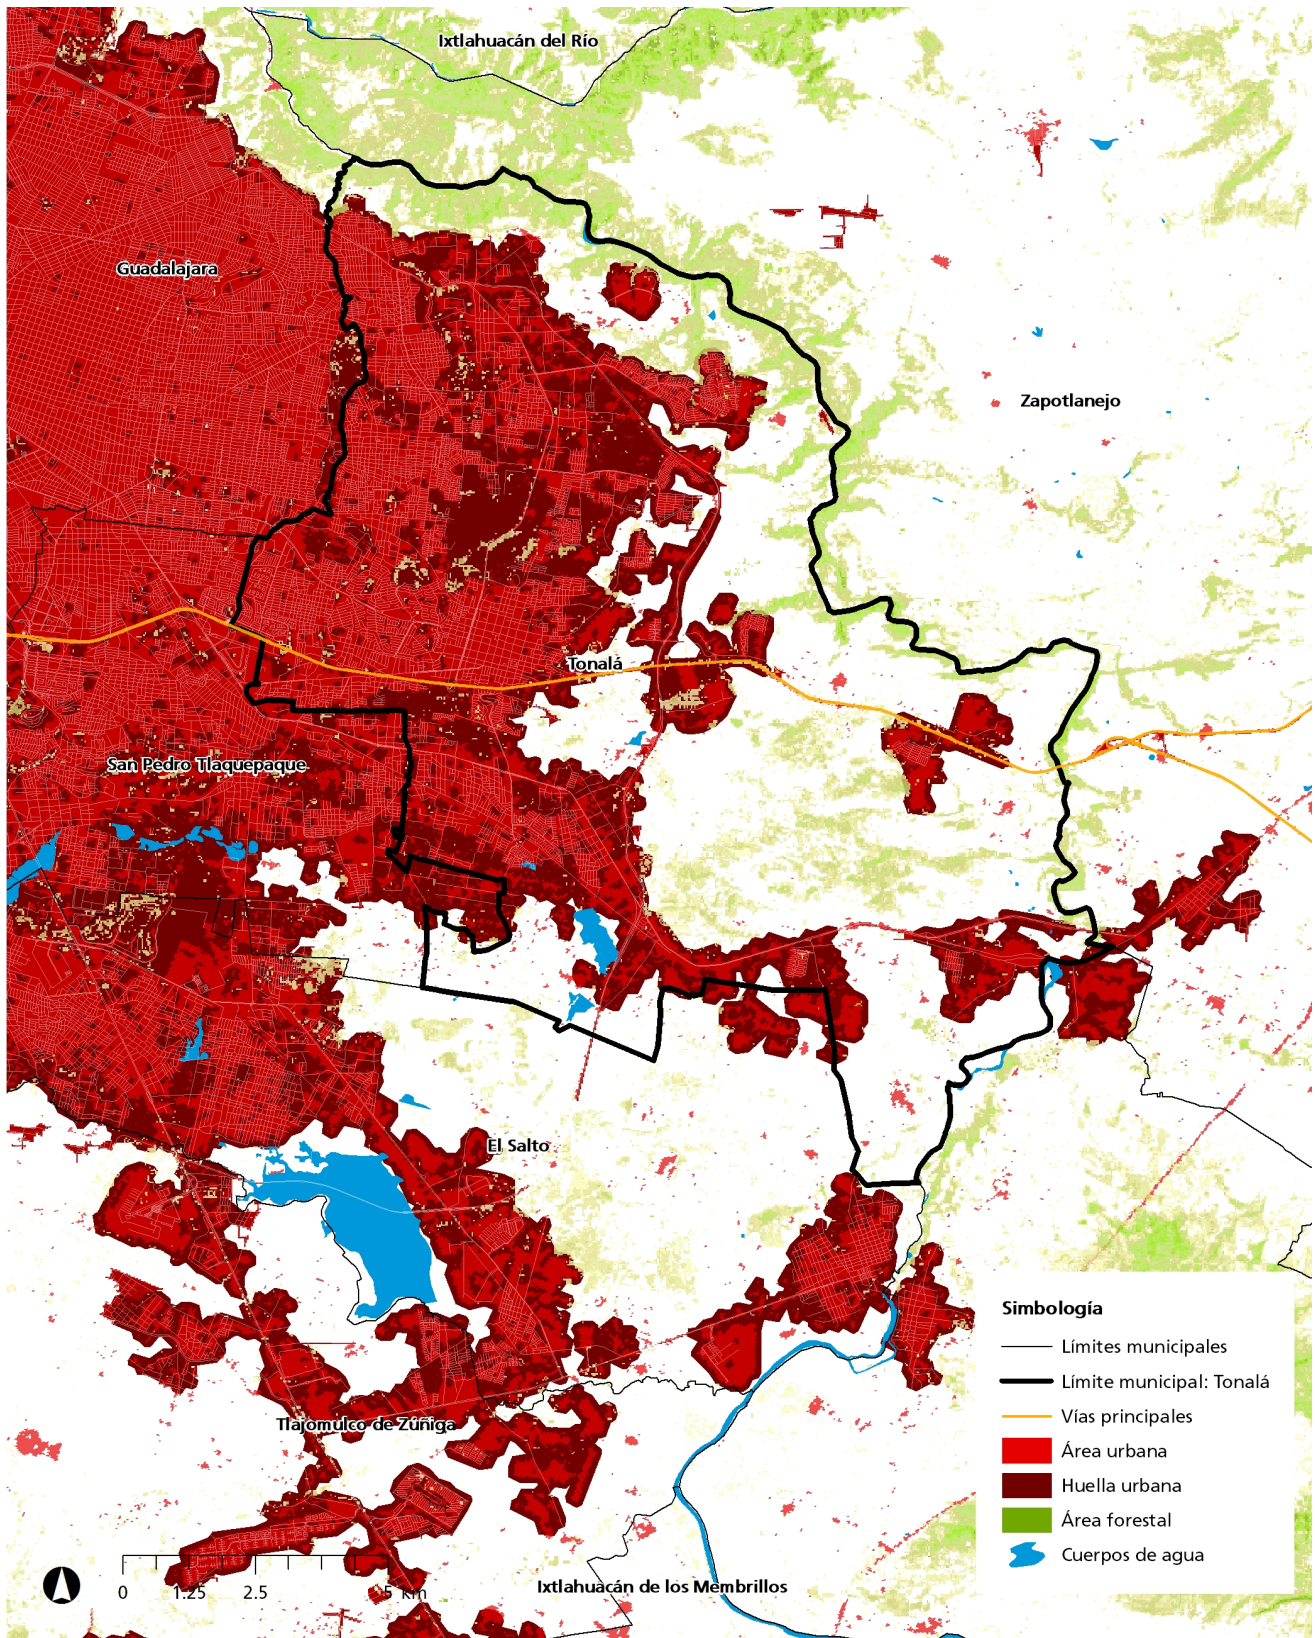 Ixtlahuacán del Río
Guadalajara
Zapotlanejo
Tonalá
San Pedro Tlaquepaque
El Salto
Tlajomulco de Zúñiga
Ixtlahuacán de los Membrillos
0 1.25 2.5 5 km
Simbología
Límites municipales
Límite municipal: Tonalá
Vías principales
Área urbana
Huella urbana
Área forestal
Cuerpos de agua